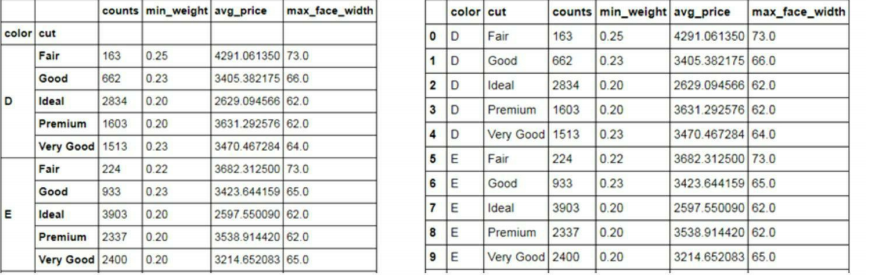 counts min_weight avg_price max_face_width
color cut
Fair 163 0.25 4291.061350 73.0
Good 662 0.23 3405.382175 66.0
D Ideal 2834 0.20 2629.094566 62.0
Premium 1603 0.20 3631.292576 62.0
Very Good 1513 0.23 3470.467284 64.0
Fair 224 0.22 3682.312500 73.0
Good 933 0.23 3423.644159 65.0
E Ideal 3903 0.20 2597.550090 62.0
Premium 2337 0.20 3538.914420 62.0
Very Good 2400 0.20 3214.652083 65.0
color cut counts min_weight avg_price max_face_width
0 D Fair 163 0.25 4291.061350 73.0
1 D Good 662 0.23 3405.382175 66.0
2 D Ideal 2834 0.20 2629.094566 62.0
3 D Premium 1603 0.20 3631.292576 62.0
4 D Very Good 1513 0.23 3470.467284 64.0
5 E Fair 224 0.22 3682.312500 73.0
6 E Good 933 0.23 3423.644159 65.0
7 E Ideal 3903 0.20 2597.550090 62.0
8 E Premium 2337 0.20 3538.914420 62.0
9 E Very Good 2400 0.20 3214.652083 65.0